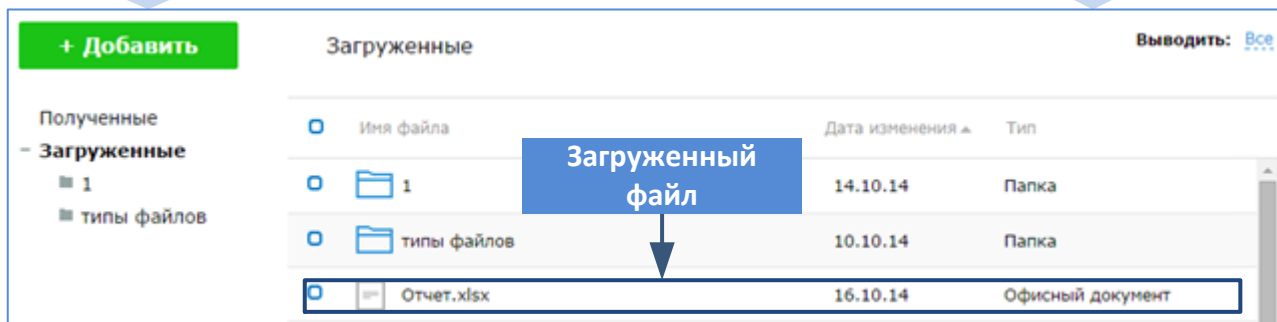 + Добавить
Загруженные
Выводить: Все
Полученные
– Загруженные
1
типы файлов
Имя файла
Дата изменения
Тип
Загруженный
файл
1
14.10.14
Папка
типы файлов
10.10.14
Папка
Отчет.xlsx
16.10.14
Офисный документ